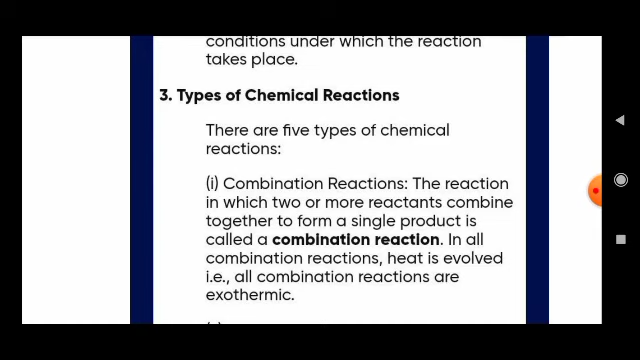 conditions under which the reaction
takes place.
3. Types of Chemical Reactions
There are five types of chemical
reactions:
(i) Combination Reactions: The reaction
in which two or more reactants combine
together to form a single product is
called a combination reaction. In all
combination reactions, heat is evolved
i.e., all combination reactions are
exothermic.